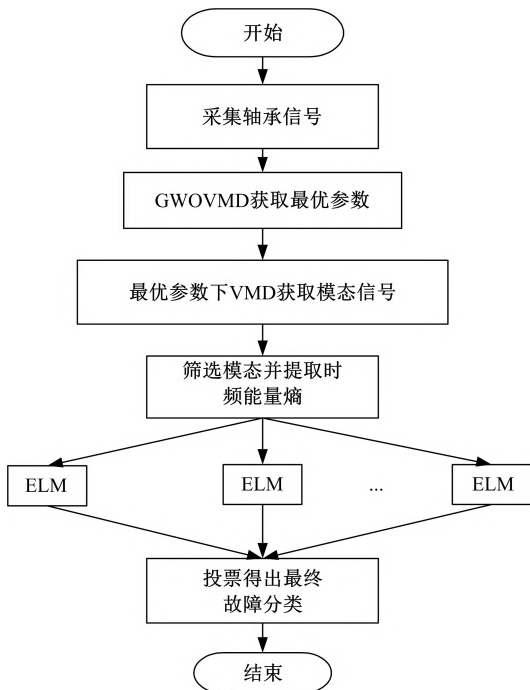 开始
采集轴承信号
GWOVMD获取最优参数
最优参数下VMD获取模态信号
筛选模态并提取时
频能量熵
ELM
ELM
...
ELM
投票得出最终
故障分类
结束